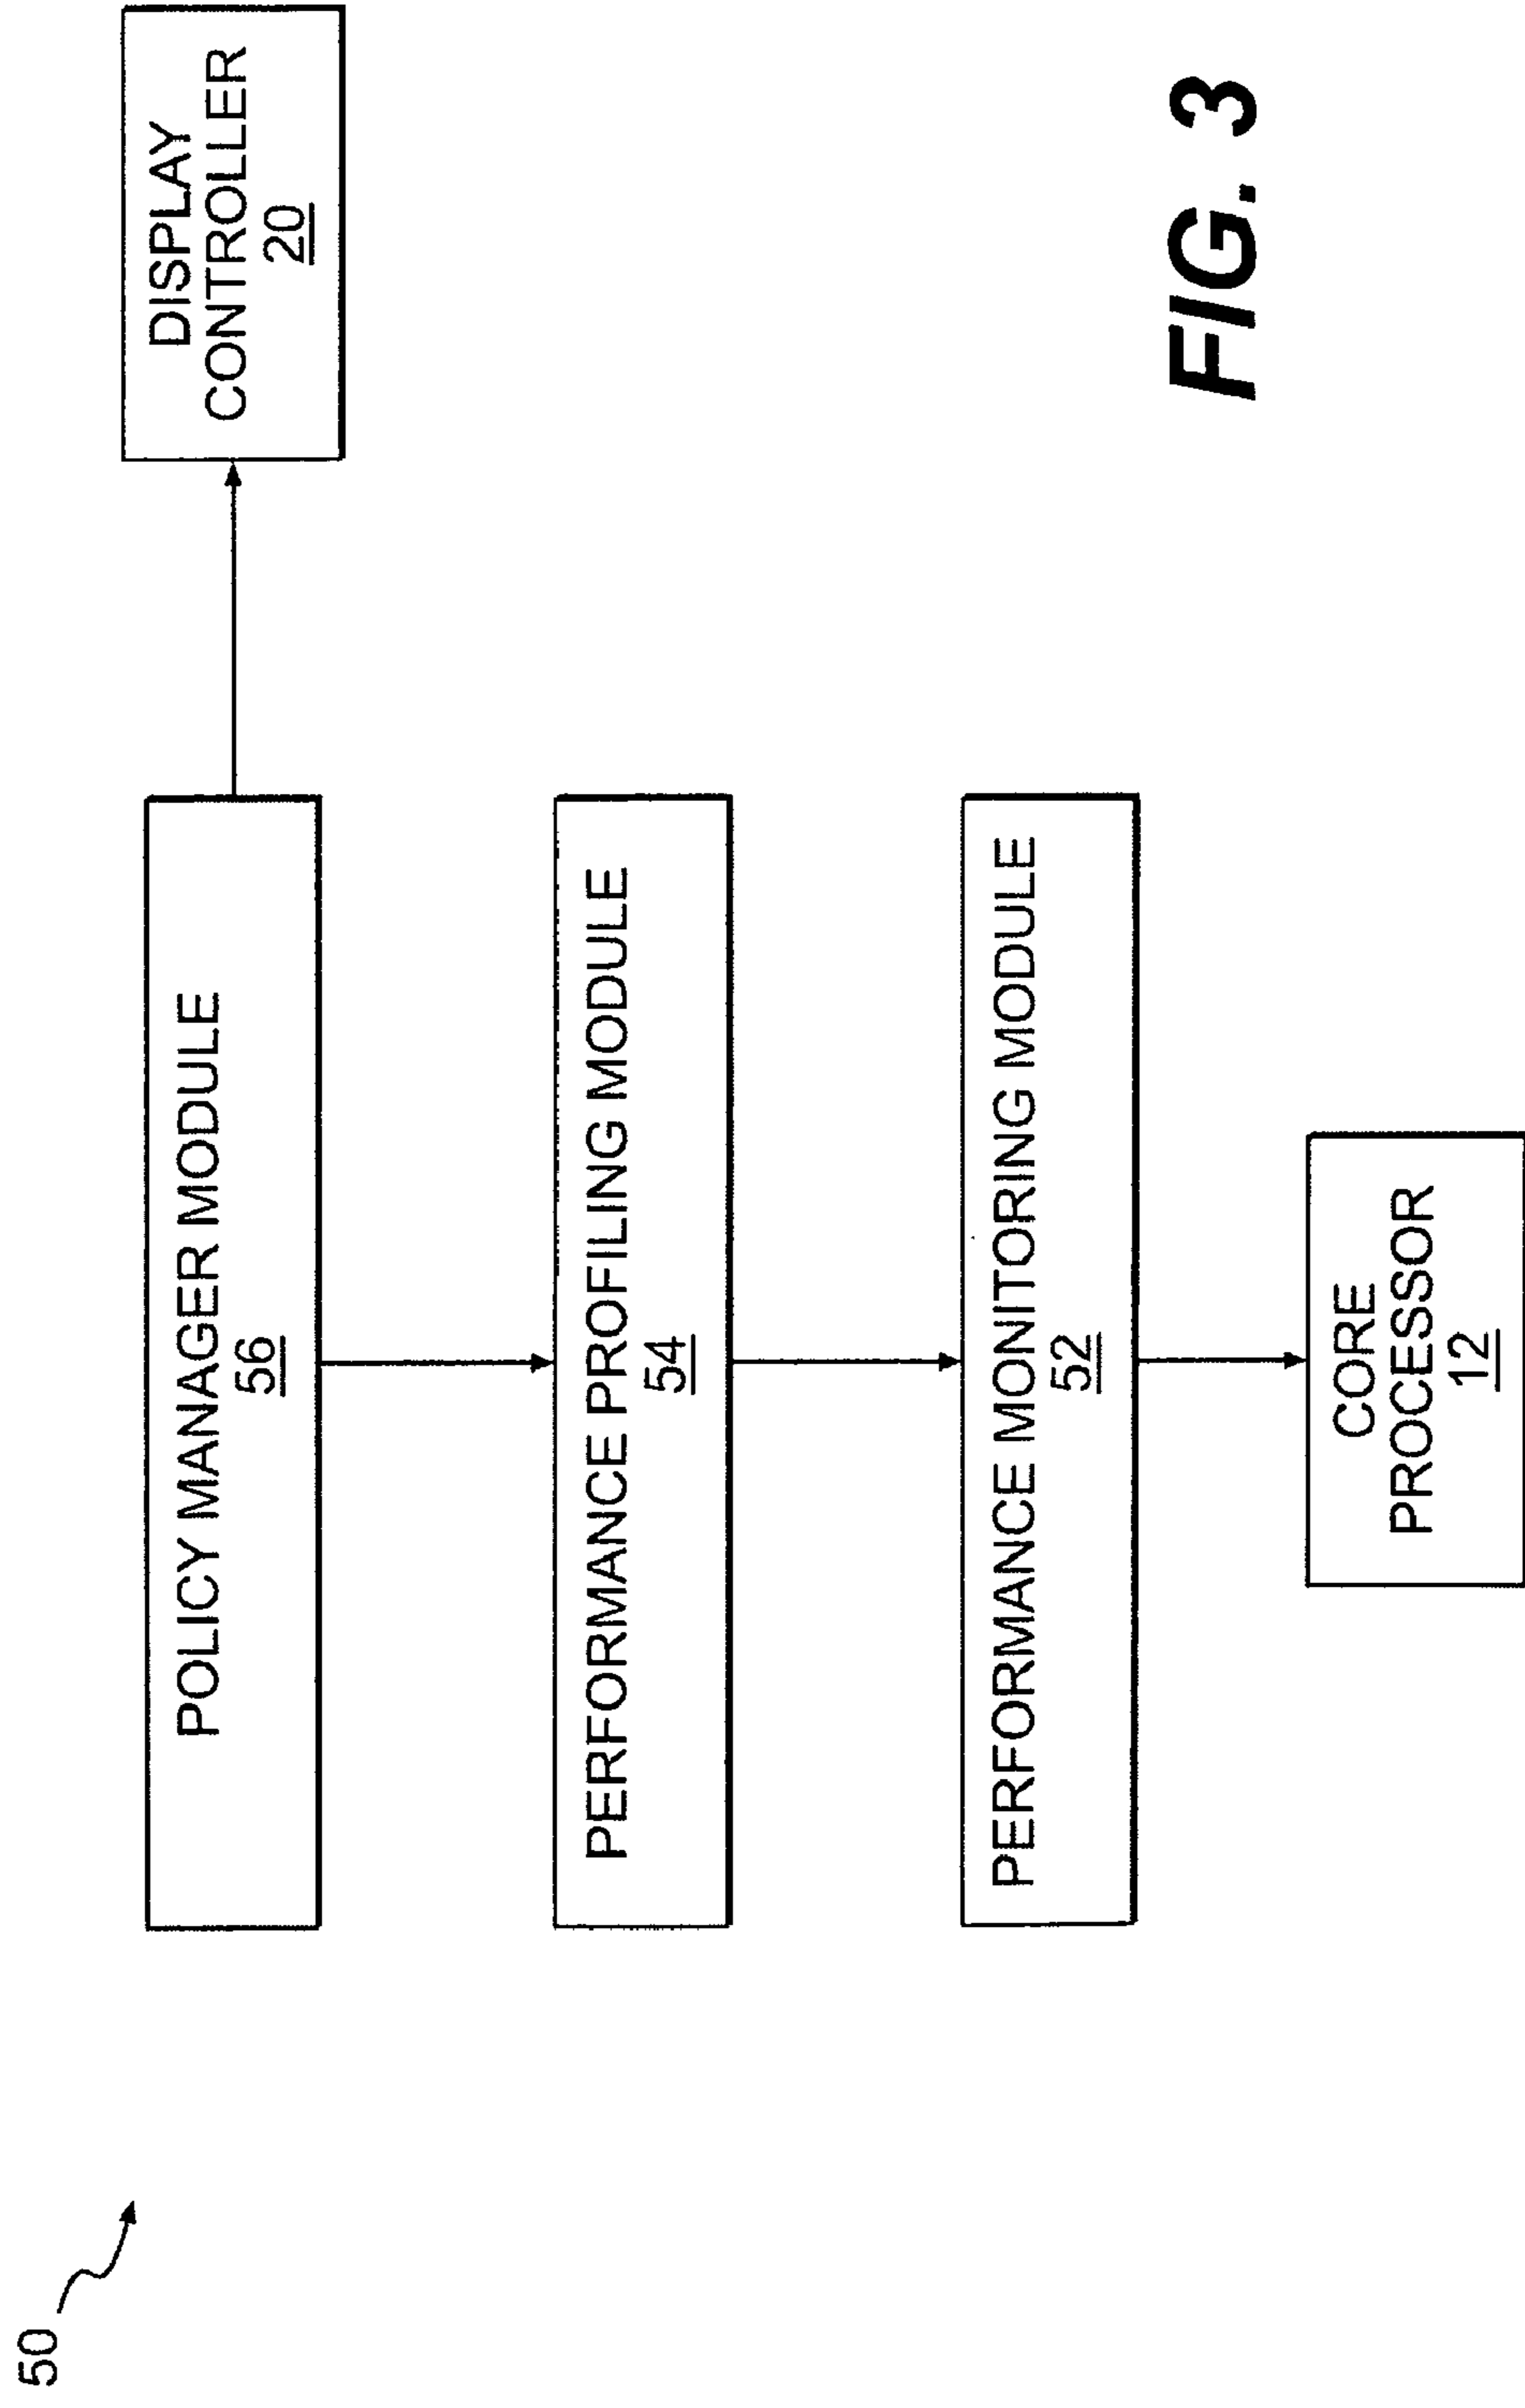 50
POLICY MANAGER MODULE
56
DISPLAY
CONTROLLER
20
PERFORMANCE PROFILING MODULE
54
PERFORMANCE MONITORING MODULE
52
CORE
PROCESSOR
12
FIG. 3